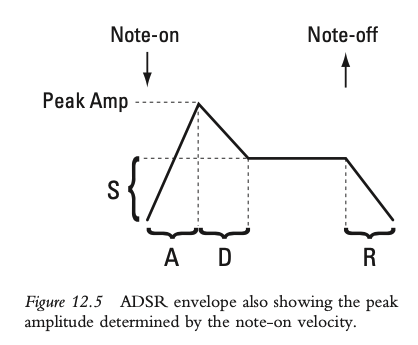 Note-on
Note-off
Peak Amp
S
A
D
R
Figure 12.5 ADSR envelope also showing the peak
amplitude determined by the note-on velocity.